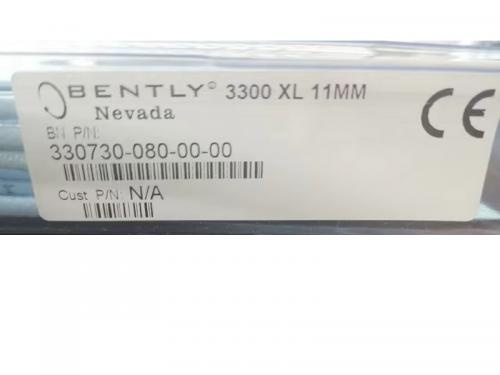 BENTLY® 3300 XL 11MM
Nevada
BN P/N:
330730-080-00-00
Cust P/N: N/A
CE